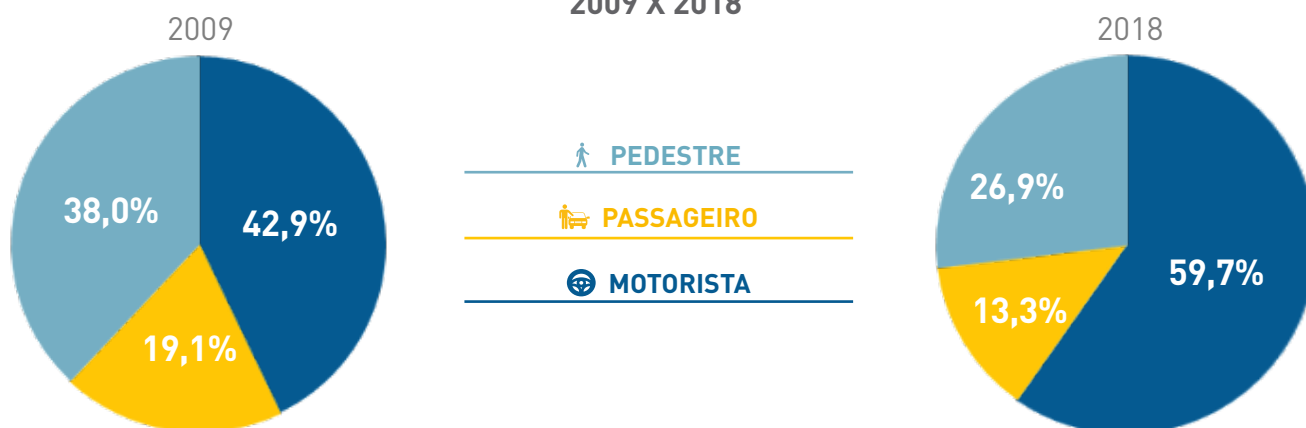 2009 X 2018
2009
38,0%
42,9%
19,1%
PEDESTRE
PASSAGEIRO
MOTORISTA
2018
26,9%
59,7%
13,3%